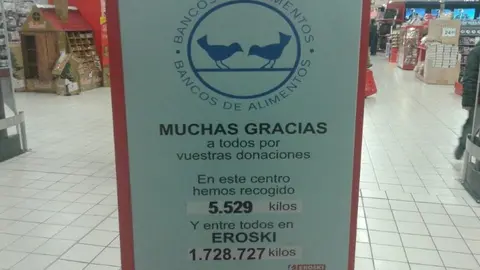 BANCOS DE ALIMENTOS
BANCOS DE ALIMENTOS
MUCHAS GRACIAS
a todos por
vuestras donaciones
En este centro
hemos recogido
5.529 kilos
Y entre todos en
EROSKI
1.728.727 kilos
EROSKI